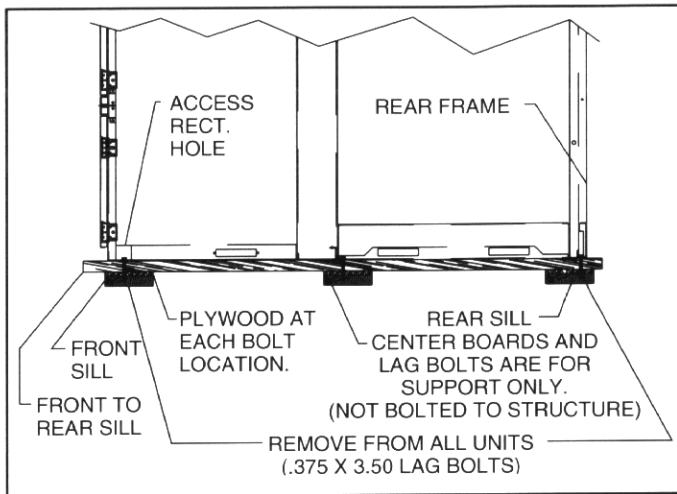 ACCESS
RECT.
HOLE
REAR FRAME
PLYWOOD AT
EACH BOLT
LOCATION.
REAR SILL
CENTER BOARDS AND
LAG BOLTS ARE FOR
SUPPORT ONLY.
(NOT BOLTED TO STRUCTURE)
FRONT
SILL
FRONT TO
REAR SILL
REMOVE FROM ALL UNITS
(.375 X 3.50 LAG BOLTS)